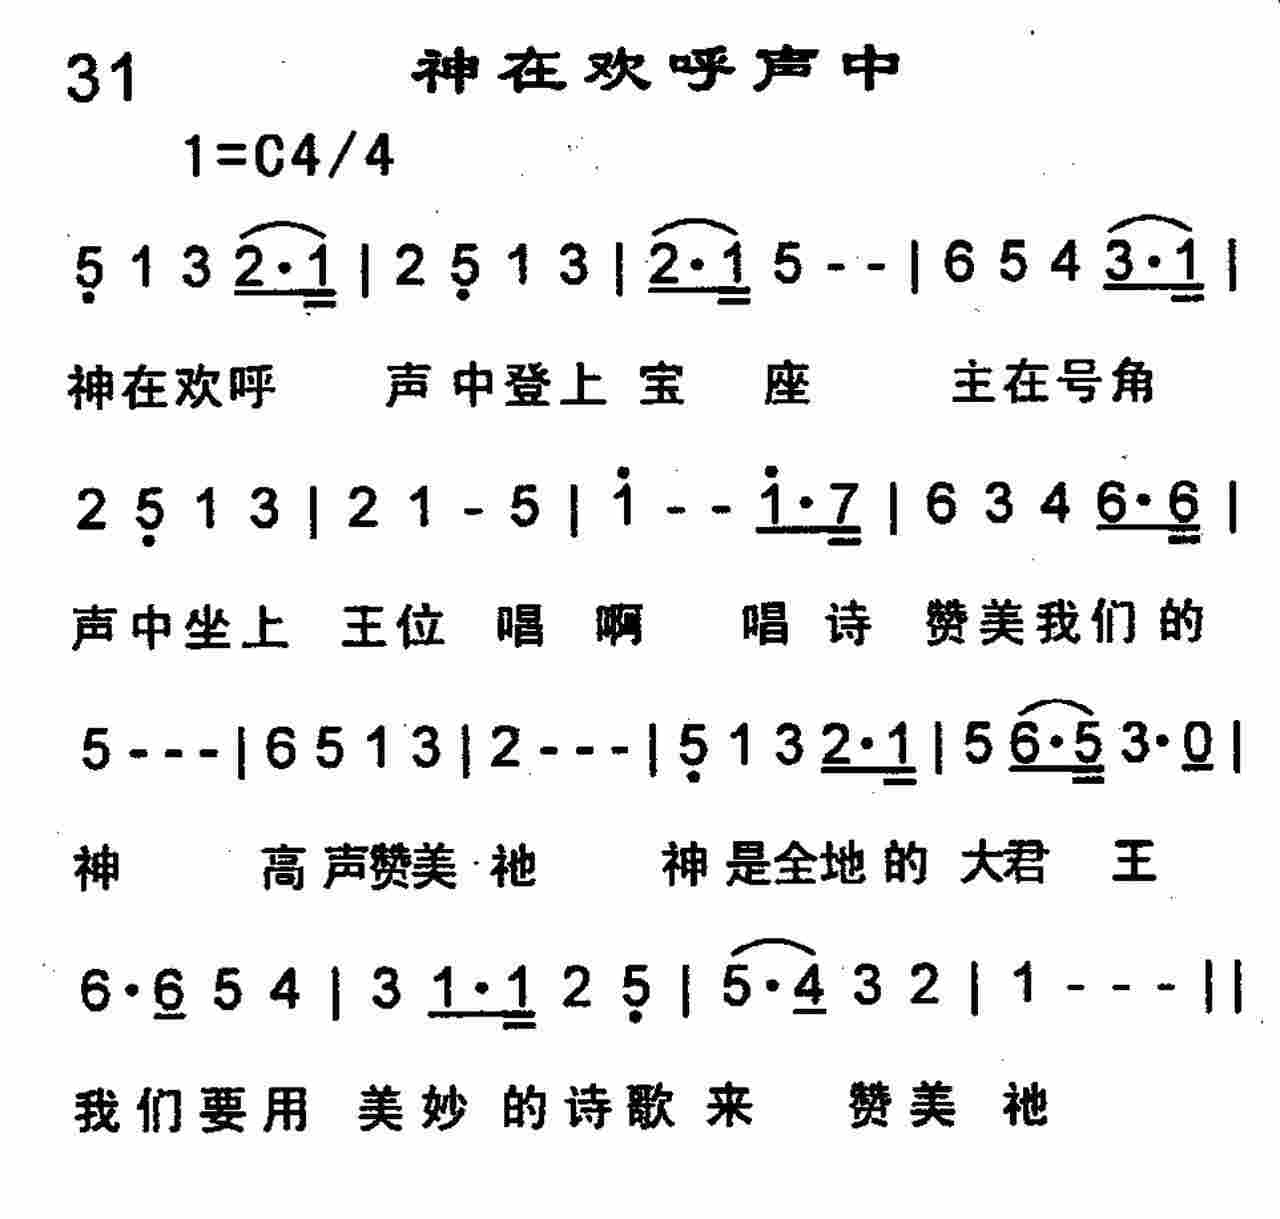 31 神在欢呼声中
1=C4/4
5̣ 1 3 2·1 | 2 5̣ 1 3 | 2·1 5 - - | 6 5 4 3·1 |
神在欢呼 声中登上宝 座 主在号角
2 5̣ 1 3 | 2 1 - 5 | 1̇ - - 1̇·7 | 6 3 4 6·6 |
声中坐上 王位 唱 啊 唱 诗 赞美我们的
5 - - - | 6 5 1 3 | 2 - - - | 5̣ 1 3 2·1 | 5 6·5 3·0 |
神 高声赞美 祂 神是全地的 大君 王
6·6 5 4 | 3 1·1 2 5̣ | 5·4 3 2 | 1 - - - ||
我们要用 美妙 的诗歌 来 赞美 祂